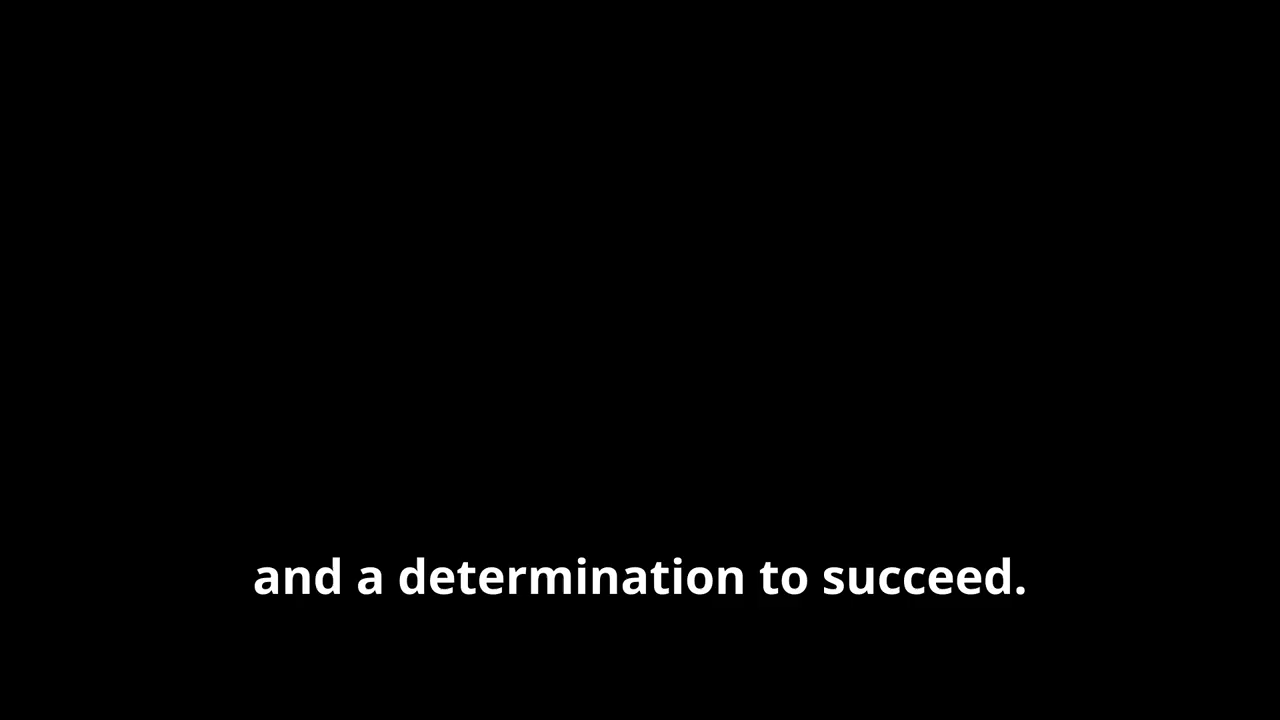 and a determination to succeed.